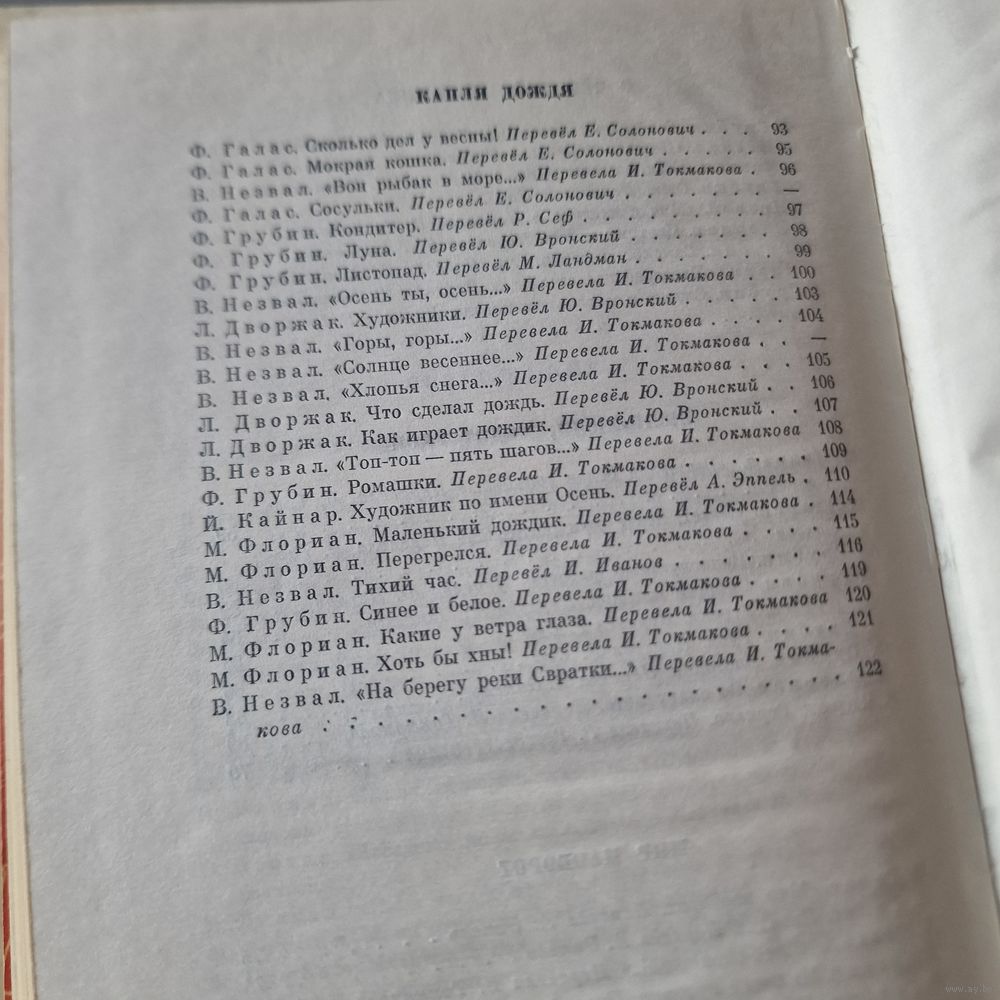 КАПЛИ ДОЖДЯ
Ф. Галас. Сколько дел у весны! Перевёл Е. Солонович . . . 93
Ф. Галас. Мокрая кошка. Перевёл Е. Солонович . . . . . 95
В. Незвал. «Вон рыбак в море...» Перевела И. Токмакова . 96
Ф. Галас. Сосульки. Перевёл Е. Солонович . . . . . . . —
Ф. Грубин. Кондитер. Перевёл Р. Сеф . . . . . . . . . 97
Ф. Грубин. Луна. Перевёл Ю. Вронский . . . . . . . 98
Ф. Грубин. Листопад. Перевёл М. Ландман . . . . . . . 99
В. Незвал. «Осень ты, осень...» Перевела И. Токмакова . . 100
Л. Дворжак. Художники. Перевёл Ю. Вронский . . . . . 103
В. Незвал. «Горы, горы...» Перевела И. Токмакова . . . . 104
В. Незвал. «Солнце весеннее...» Перевела И. Токмакова . . —
В. Незвал. «Хлопья снега...» Перевела И. Токмакова . . . 105
Л. Дворжак. Что сделал дождь. Перевёл Ю. Вронский . . 106
Л. Дворжак. Как играет дождик. Перевёл Ю. Вронский . . 107
В. Незвал. «Топ-топ — пять шагов...» Перевела И. Токмакова 108
Ф. Грубин. Ромашки. Перевела И. Токмакова . . . . . . 109
Й. Кайнар. Художник по имени Осень. Перевёл А. Эппель . 110
М. Флориан. Маленький дождик. Перевела И. Токмакова . 114
М. Флориан. Перегрелся. Перевела И. Токмакова . . . . 115
В. Незвал. Тихий час. Перевёл И. Иванов . . . . . . . 116
Ф. Грубин. Синее и белое. Перевела И. Токмакова . . . . 119
М. Флориан. Какие у ветра глаза. Перевела И. Токмакова 120
М. Флориан. Хоть бы хны! Перевела И. Токмакова . . . . 121
В. Незвал. «На берегу реки Свратки...» Перевела И. Токма-
кова . . . . . . . . . . . . . . . . . . . . 122
www.ay.by